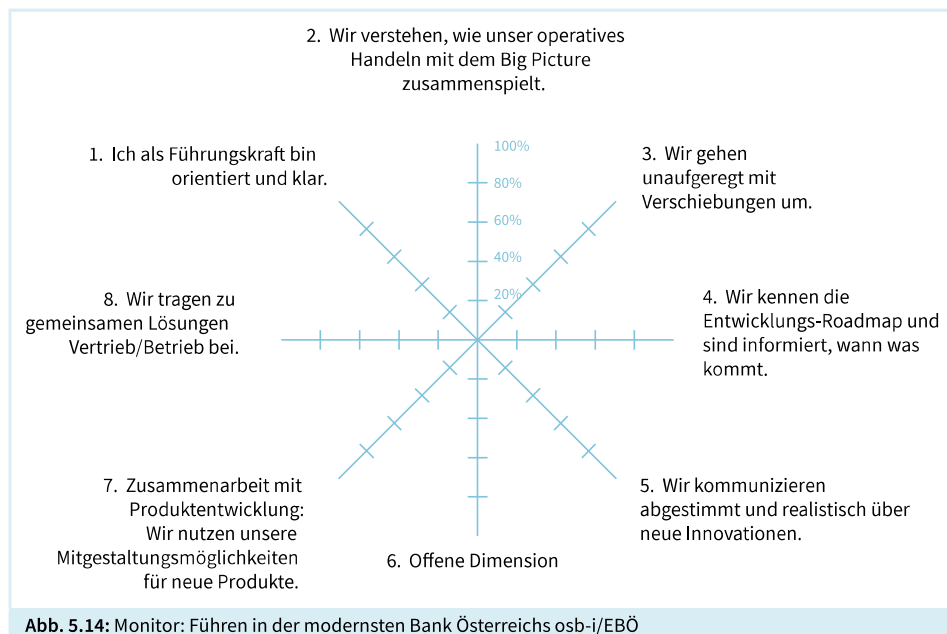 2. Wir verstehen, wie unser operatives
Handeln mit dem Big Picture
zusammenspielt.
1. Ich als Führungskraft bin
orientiert und klar.
100%
80%
60%
40%
20%
3. Wir gehen
unaufgeregt mit
Verschiebungen um.
8. Wir tragen zu
gemeinsamen Lösungen
Vertrieb/Betrieb bei.
4. Wir kennen die
Entwicklungs-Roadmap und
sind informiert, wann was
kommt.
7. Zusammenarbeit mit
Produktentwicklung:
Wir nutzen unsere
Mitgestaltungsmöglichkeiten
für neue Produkte.
6. Offene Dimension
5. Wir kommunizieren
abgestimmt und realistisch über
neue Innovationen.
Abb. 5.14: Monitor: Führen in der modernsten Bank Österreichs osb-i/EBÖ